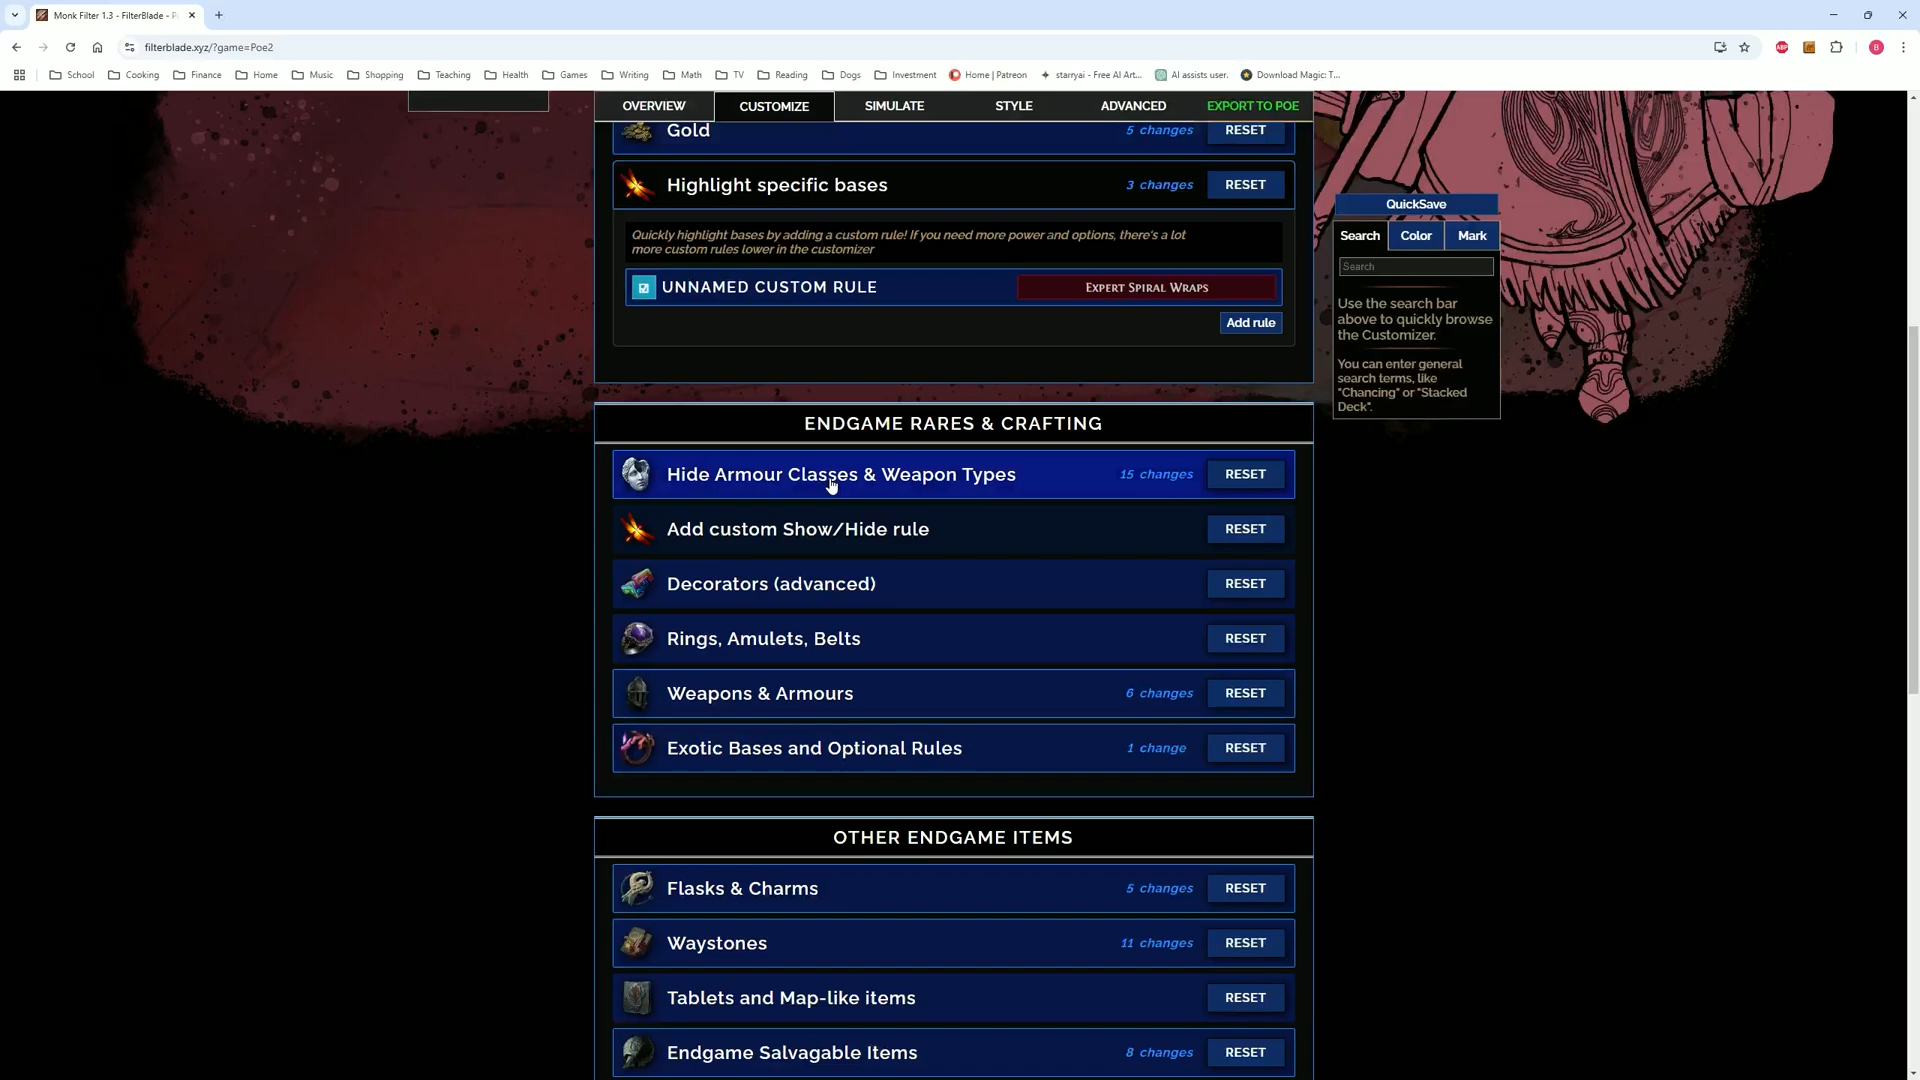 Monk Filter 1.3 - FilterBlade - P
filterblade.xyz/?game=Poe2
School
Cooking
Finance
Home
Music
Shopping
Teaching
Health
Games
Writing
Math
TV
Reading
Dogs
Investment
Home | Patreon
starryai - Free AI Art...
AI assists user.
Download Magic: T...
ABP
B
OVERVIEW
CUSTOMIZE
SIMULATE
STYLE
ADVANCED
EXPORT TO POE
Gold
5 changes
RESET
Highlight specific bases
3 changes
RESET
Quickly highlight bases by adding a custom rule! If you need more power and options, there's a lot
more custom rules lower in the customizer
UNNAMED CUSTOM RULE
EXPERT SPIRAL WRAPS
Add rule
ENDGAME RARES & CRAFTING
Hide Armour Classes & Weapon Types
15 changes
RESET
Add custom Show/Hide rule
RESET
Decorators (advanced)
RESET
Rings, Amulets, Belts
RESET
Weapons & Armours
6 changes
RESET
Exotic Bases and Optional Rules
1 change
RESET
OTHER ENDGAME ITEMS
Flasks & Charms
5 changes
RESET
Waystones
11 changes
RESET
Tablets and Map-like items
RESET
Endgame Salvagable Items
8 changes
RESET
QuickSave
Search
Color
Mark
Search
Use the search bar
above to quickly browse
the Customizer.
You can enter general
search terms, like
"Chancing" or "Stacked
Deck".